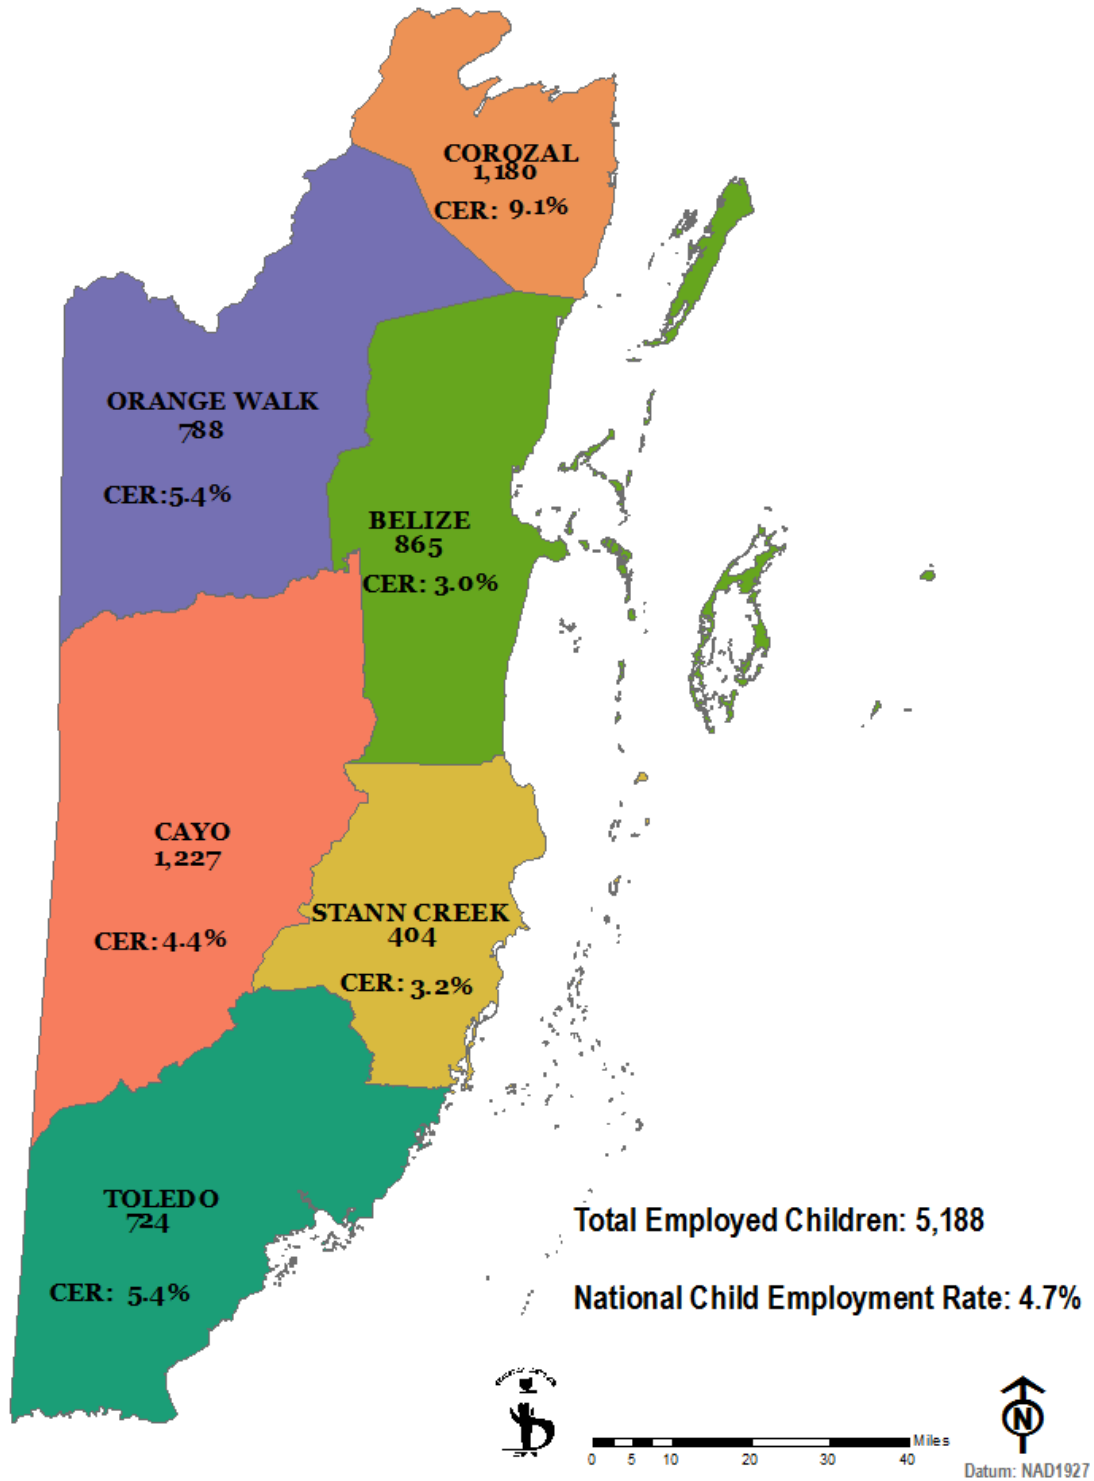 COROZAL
1,180
CER: 9.1%
ORANGE WALK
788
CER:5.4%
BELIZE
865
CER: 3.0%
CAYO
1,227
CER: 4.4%
STANN CREEK
404
CER: 3.2%
TOLEDO
724
CER: 5.4%
Total Employed Children: 5,188
National Child Employment Rate: 4.7%
N
Miles
0 5 10 20 30 40
Datum: NAD1927